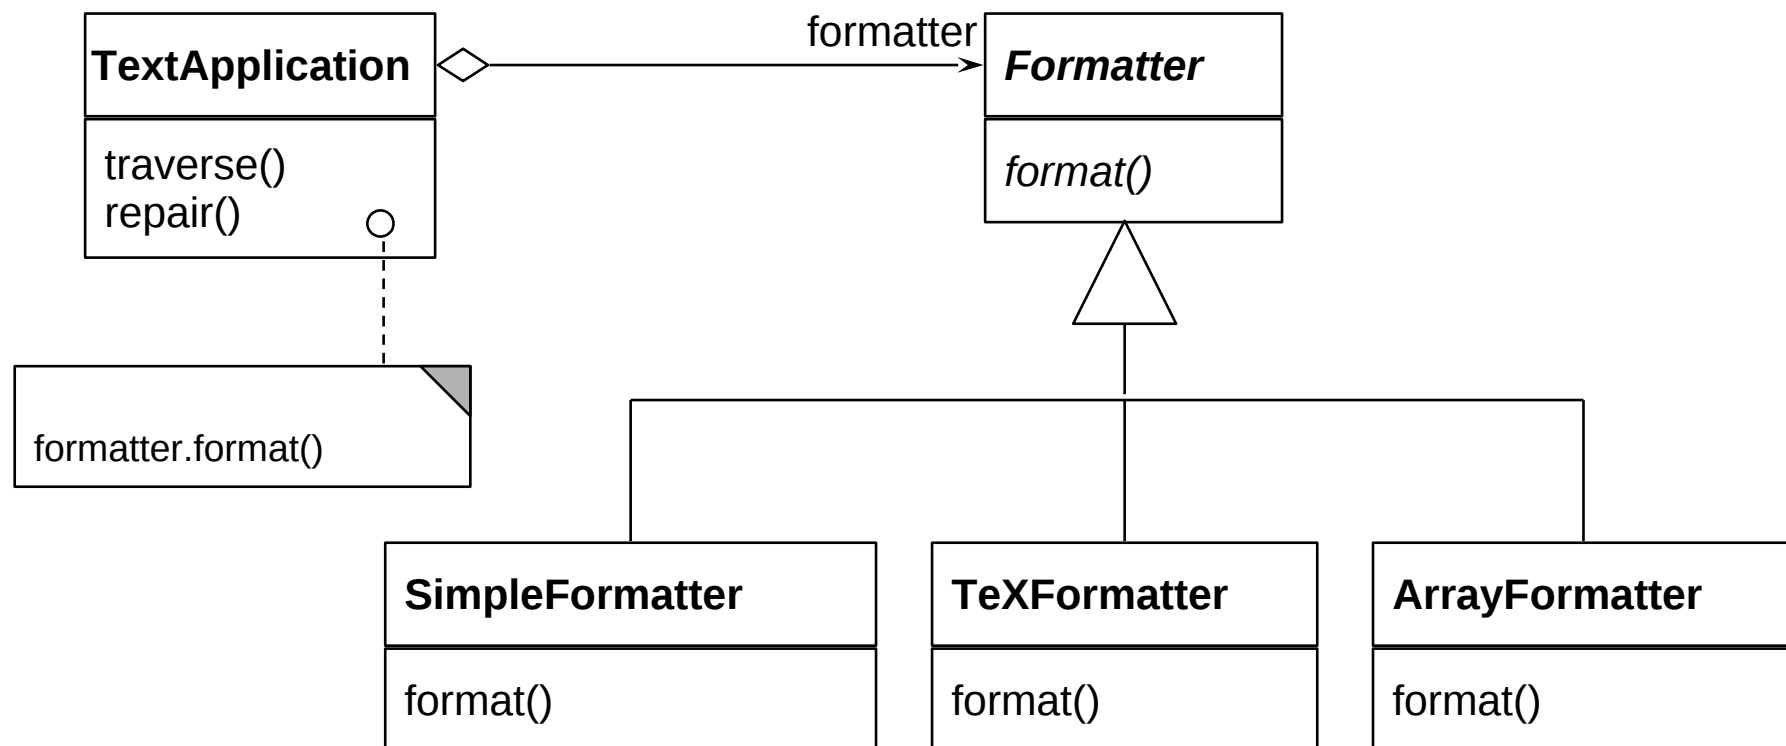 TextApplication
traverse()
repair()
formatter.format()
formatter
Formatter
format()
SimpleFormatter
format()
TeXFormatter
format()
ArrayFormatter
format()